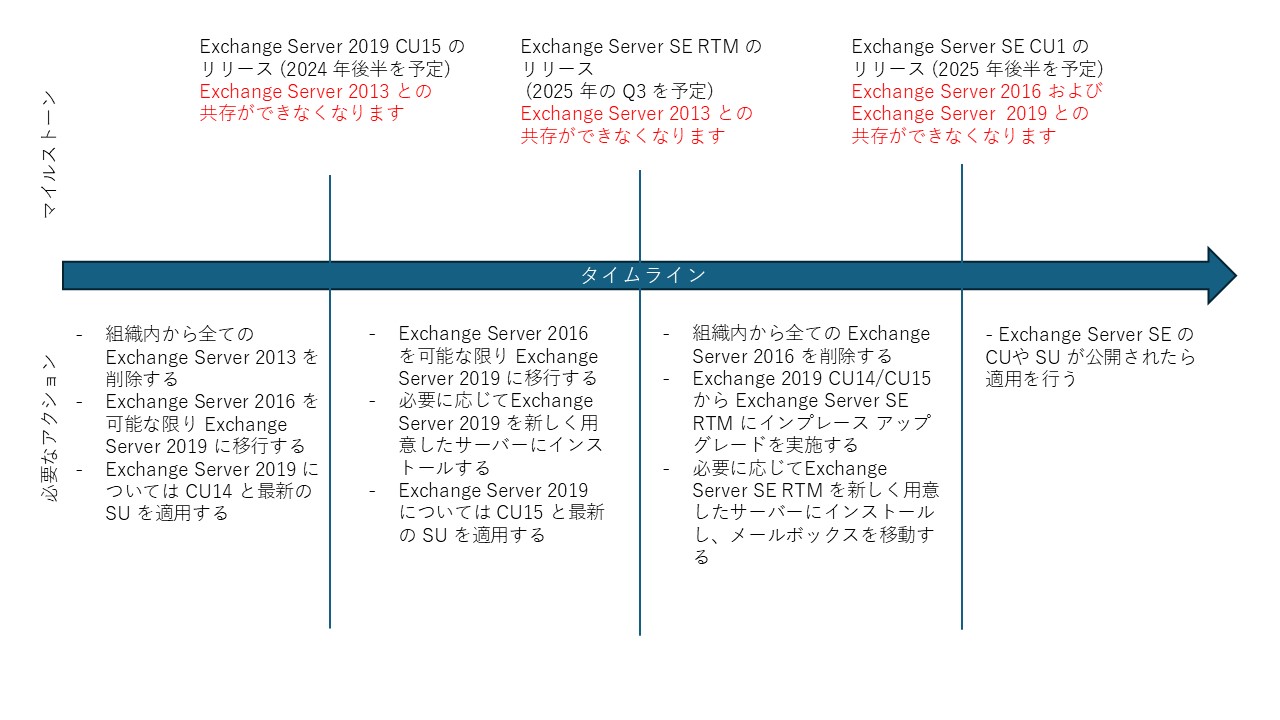 マイルストーン
Exchange Server 2019 CU15 の
リリース (2024 年後半を予定)
Exchange Server 2013 との
共存ができなくなります
Exchange Server SE RTM の
リリース
(2025 年の Q3 を予定)
Exchange Server 2013 との
共存ができなくなります
Exchange Server SE CU1 の
リリース (2025 年後半を予定)
Exchange Server 2016 および
Exchange Server 2019 との
共存ができなくなります
タイムライン
必要なアクション
- 組織内から全ての
Exchange Server 2013 を
削除する
- Exchange Server 2016 を
可能な限り Exchange
Server 2019 に移行する
- Exchange Server 2019 に
ついては CU14 と最新の
SU を適用する
- Exchange Server 2016
を可能な限り Exchange
Server 2019 に移行する
- 必要に応じてExchange
Server 2019 を新しく用
意したサーバーにインス
トールする
- Exchange Server 2019
については CU15 と最新
の SU を適用する
- 組織内から全ての Exchange
Server 2016 を削除する
- Exchange 2019 CU14/CU15
から Exchange Server SE
RTM にインプレース アップ
グレードを実施する
- 必要に応じてExchange
Server SE RTM を新しく用意
したサーバーにインストール
し、メールボックスを移動す
る
- Exchange Server SE の
CUや SU が公開されたら
適用を行う